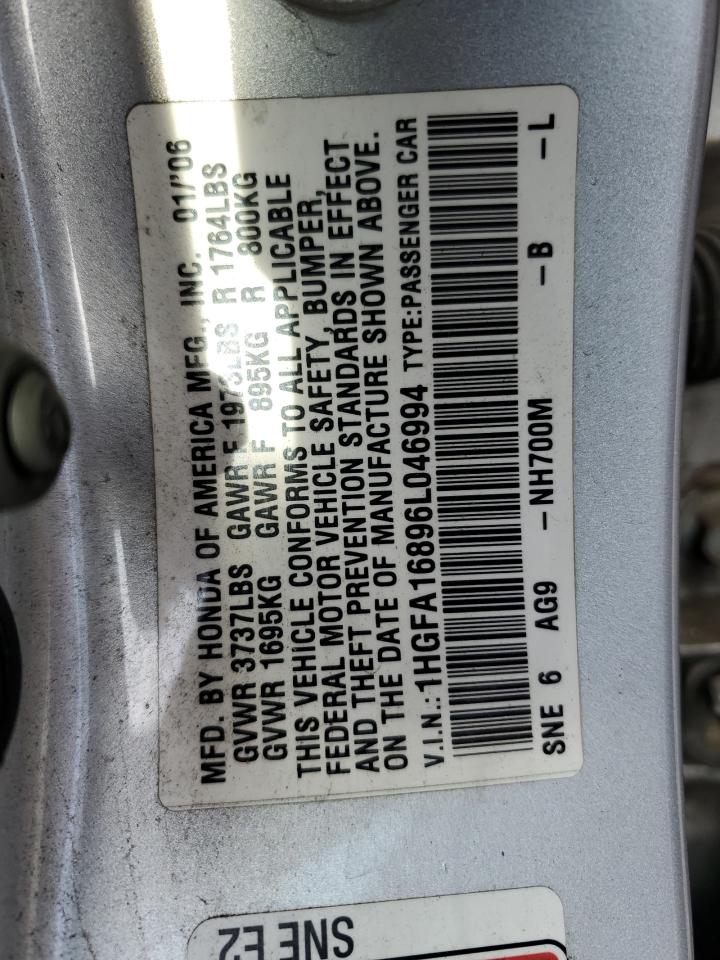 MFD. BY HONDA OF AMERICA MFG., INC. 01/'06
GVWR 3737LBS GAWR F 1973LBS R 1764LBS
GVWR 1695KG GAWR F 895KG R 800KG
THIS VEHICLE CONFORMS TO ALL APPLICABLE
FEDERAL MOTOR VEHICLE SAFETY, BUMPER,
AND THEFT PREVENTION STANDARDS IN EFFECT
ON THE DATE OF MANUFACTURE SHOWN ABOVE.
V.I.N.: 1HGFA16896L046994 TYPE:PASSENGER CAR
SNE 6 AG9 –NH700M –B –L
SNE E2